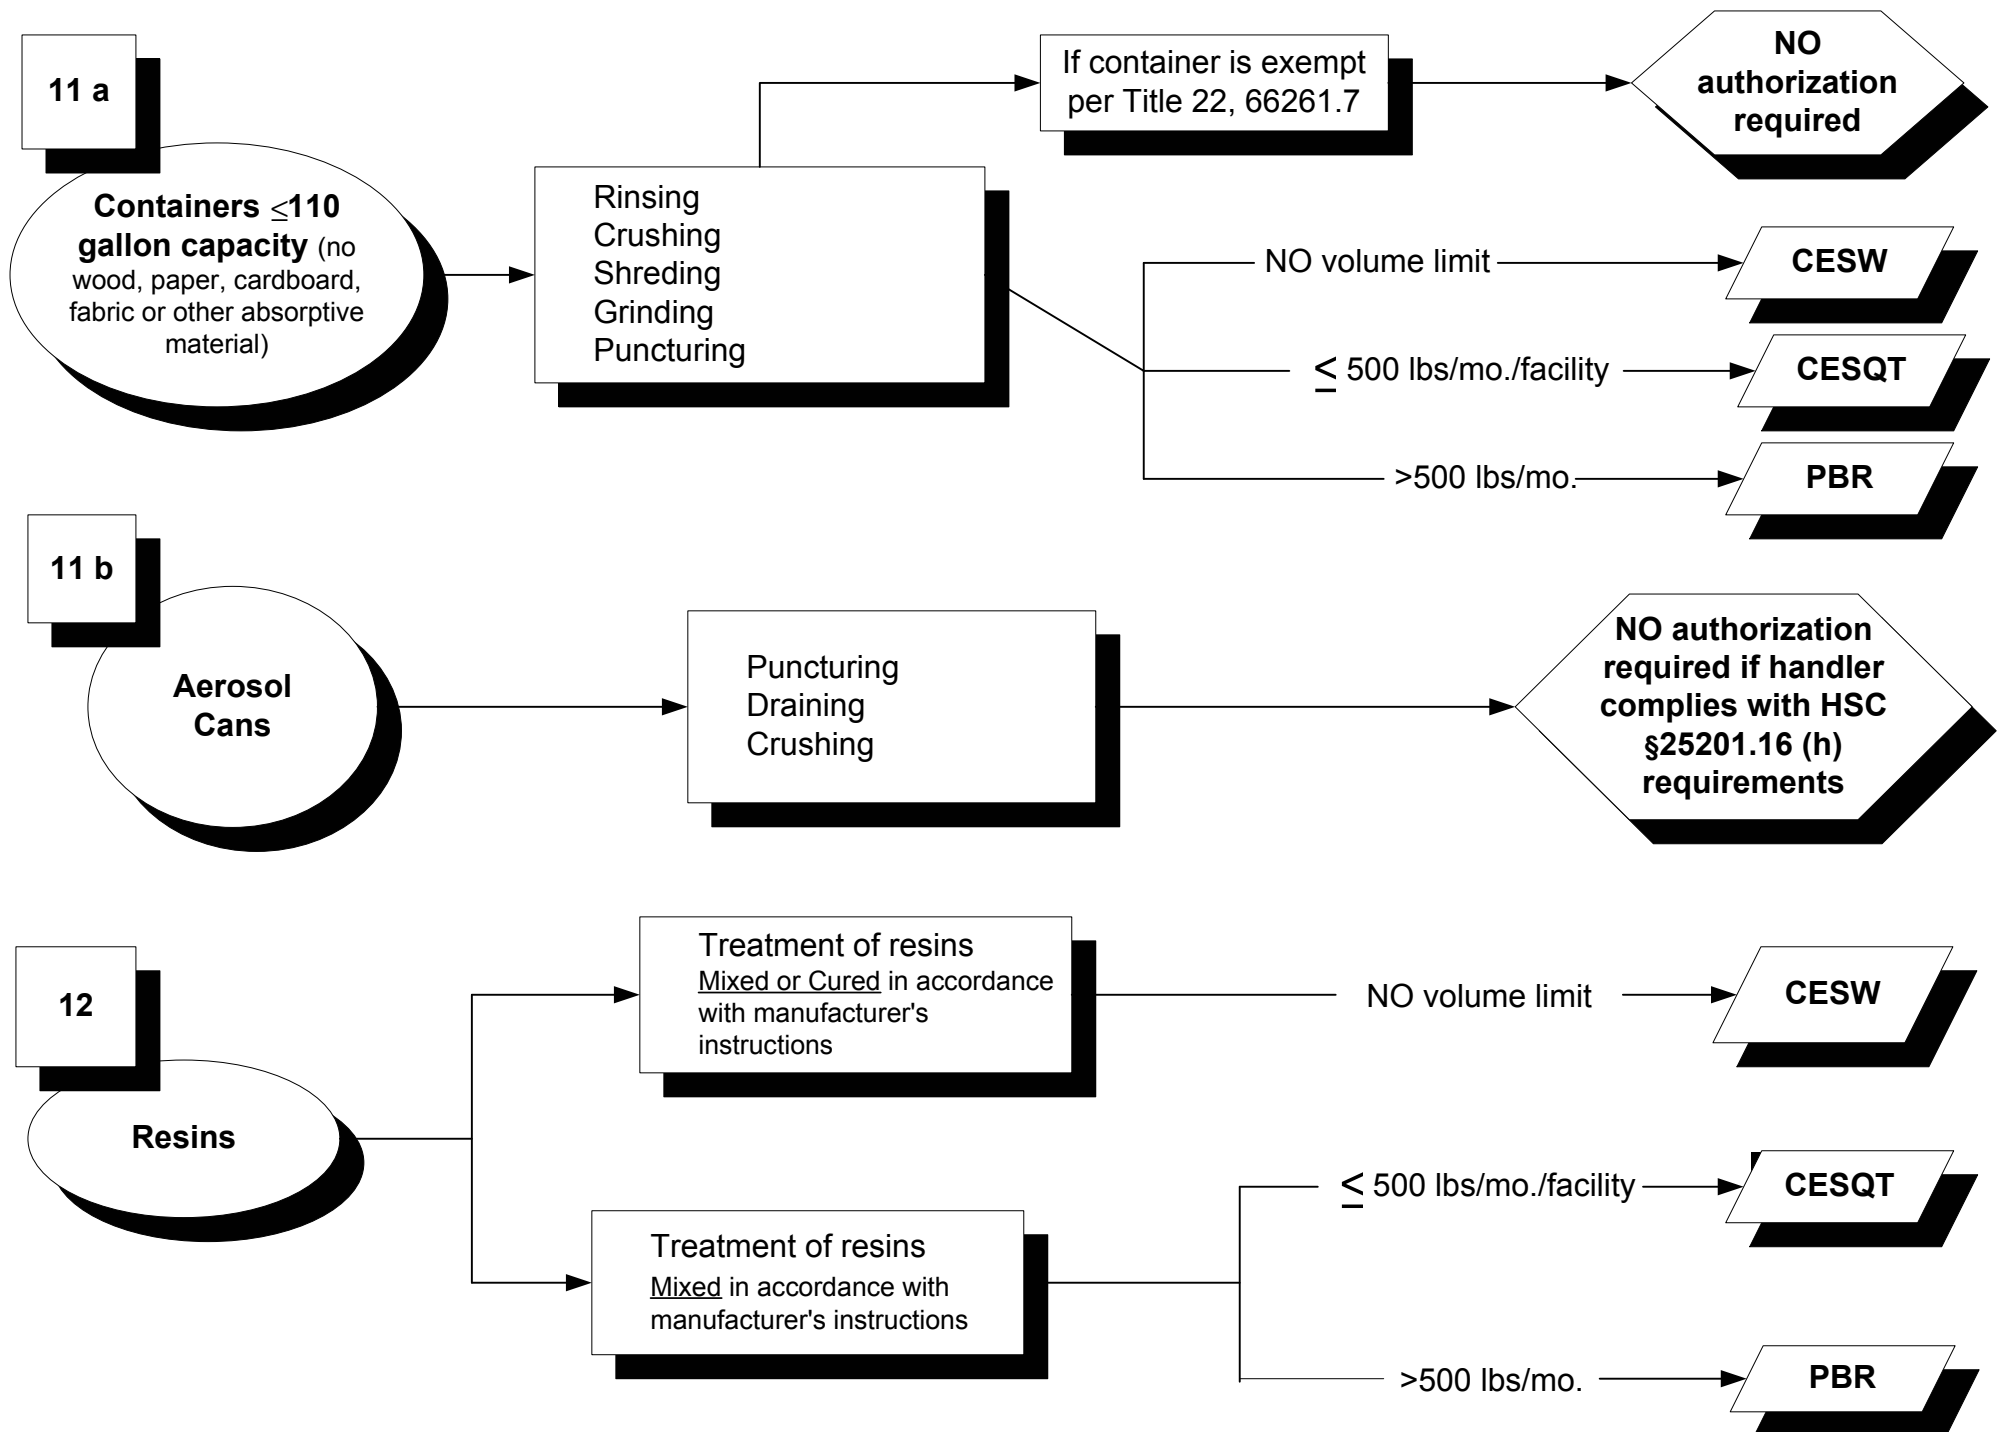 11 a
Containers ≤110
gallon capacity (no
wood, paper, cardboard,
fabric or other absorptive
material)
Rinsing
Crushing
Shreding
Grinding
Puncturing
If container is exempt
per Title 22, 66261.7
NO
authorization
required
NO volume limit
CESW
≤ 500 lbs/mo./facility
CESQT
>500 lbs/mo.
PBR
11 b
Aerosol
Cans
Puncturing
Draining
Crushing
NO authorization
required if handler
complies with HSC
§25201.16 (h)
requirements
12
Resins
Treatment of resins
Mixed or Cured in accordance
with manufacturer's
instructions
NO volume limit
CESW
Treatment of resins
Mixed in accordance with
manufacturer's instructions
≤ 500 lbs/mo./facility
CESQT
>500 lbs/mo.
PBR